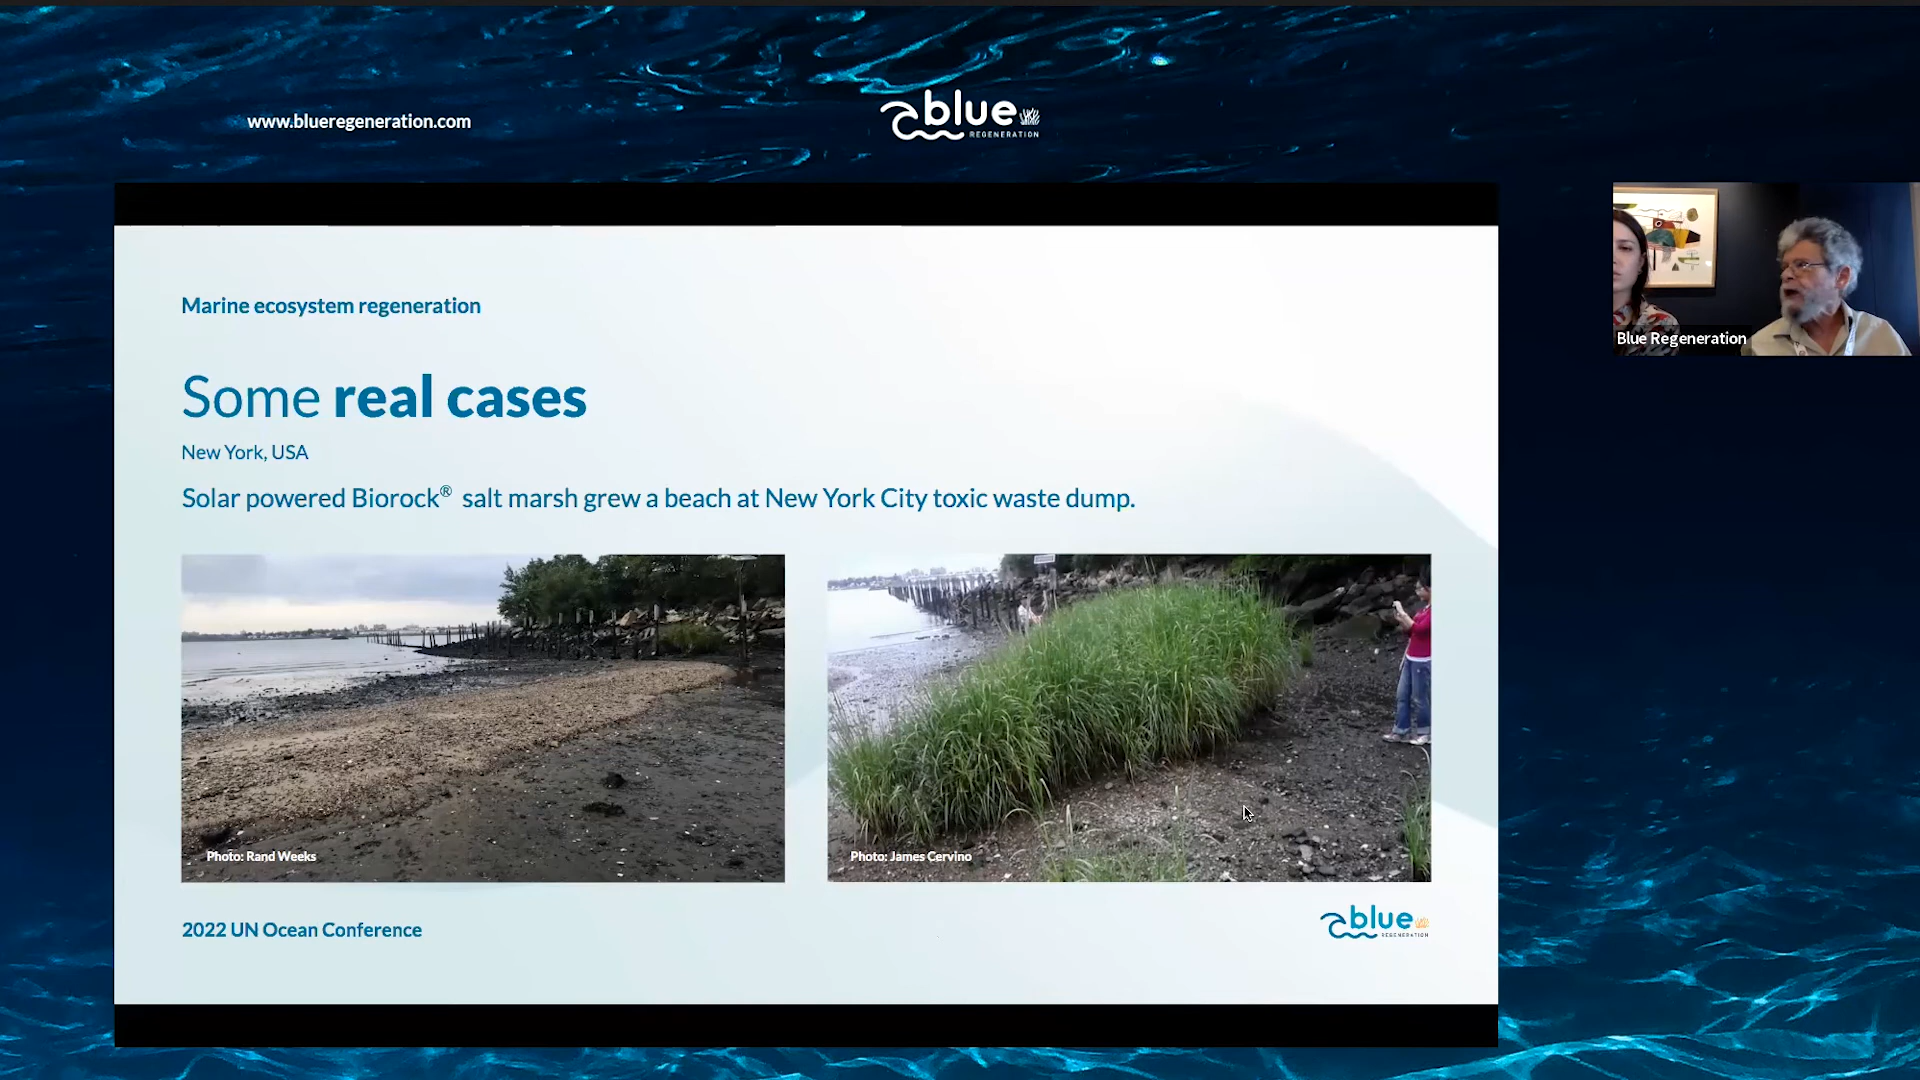 www.blueregeneration.com
blue
REGENERATION
Blue Regeneration
Marine ecosystem regeneration
Some real cases
New York, USA
Solar powered Biorock® salt marsh grew a beach at New York City toxic waste dump.
Photo: Rand Weeks
Photo: James Cervino
2022 UN Ocean Conference
blue
REGENERATION